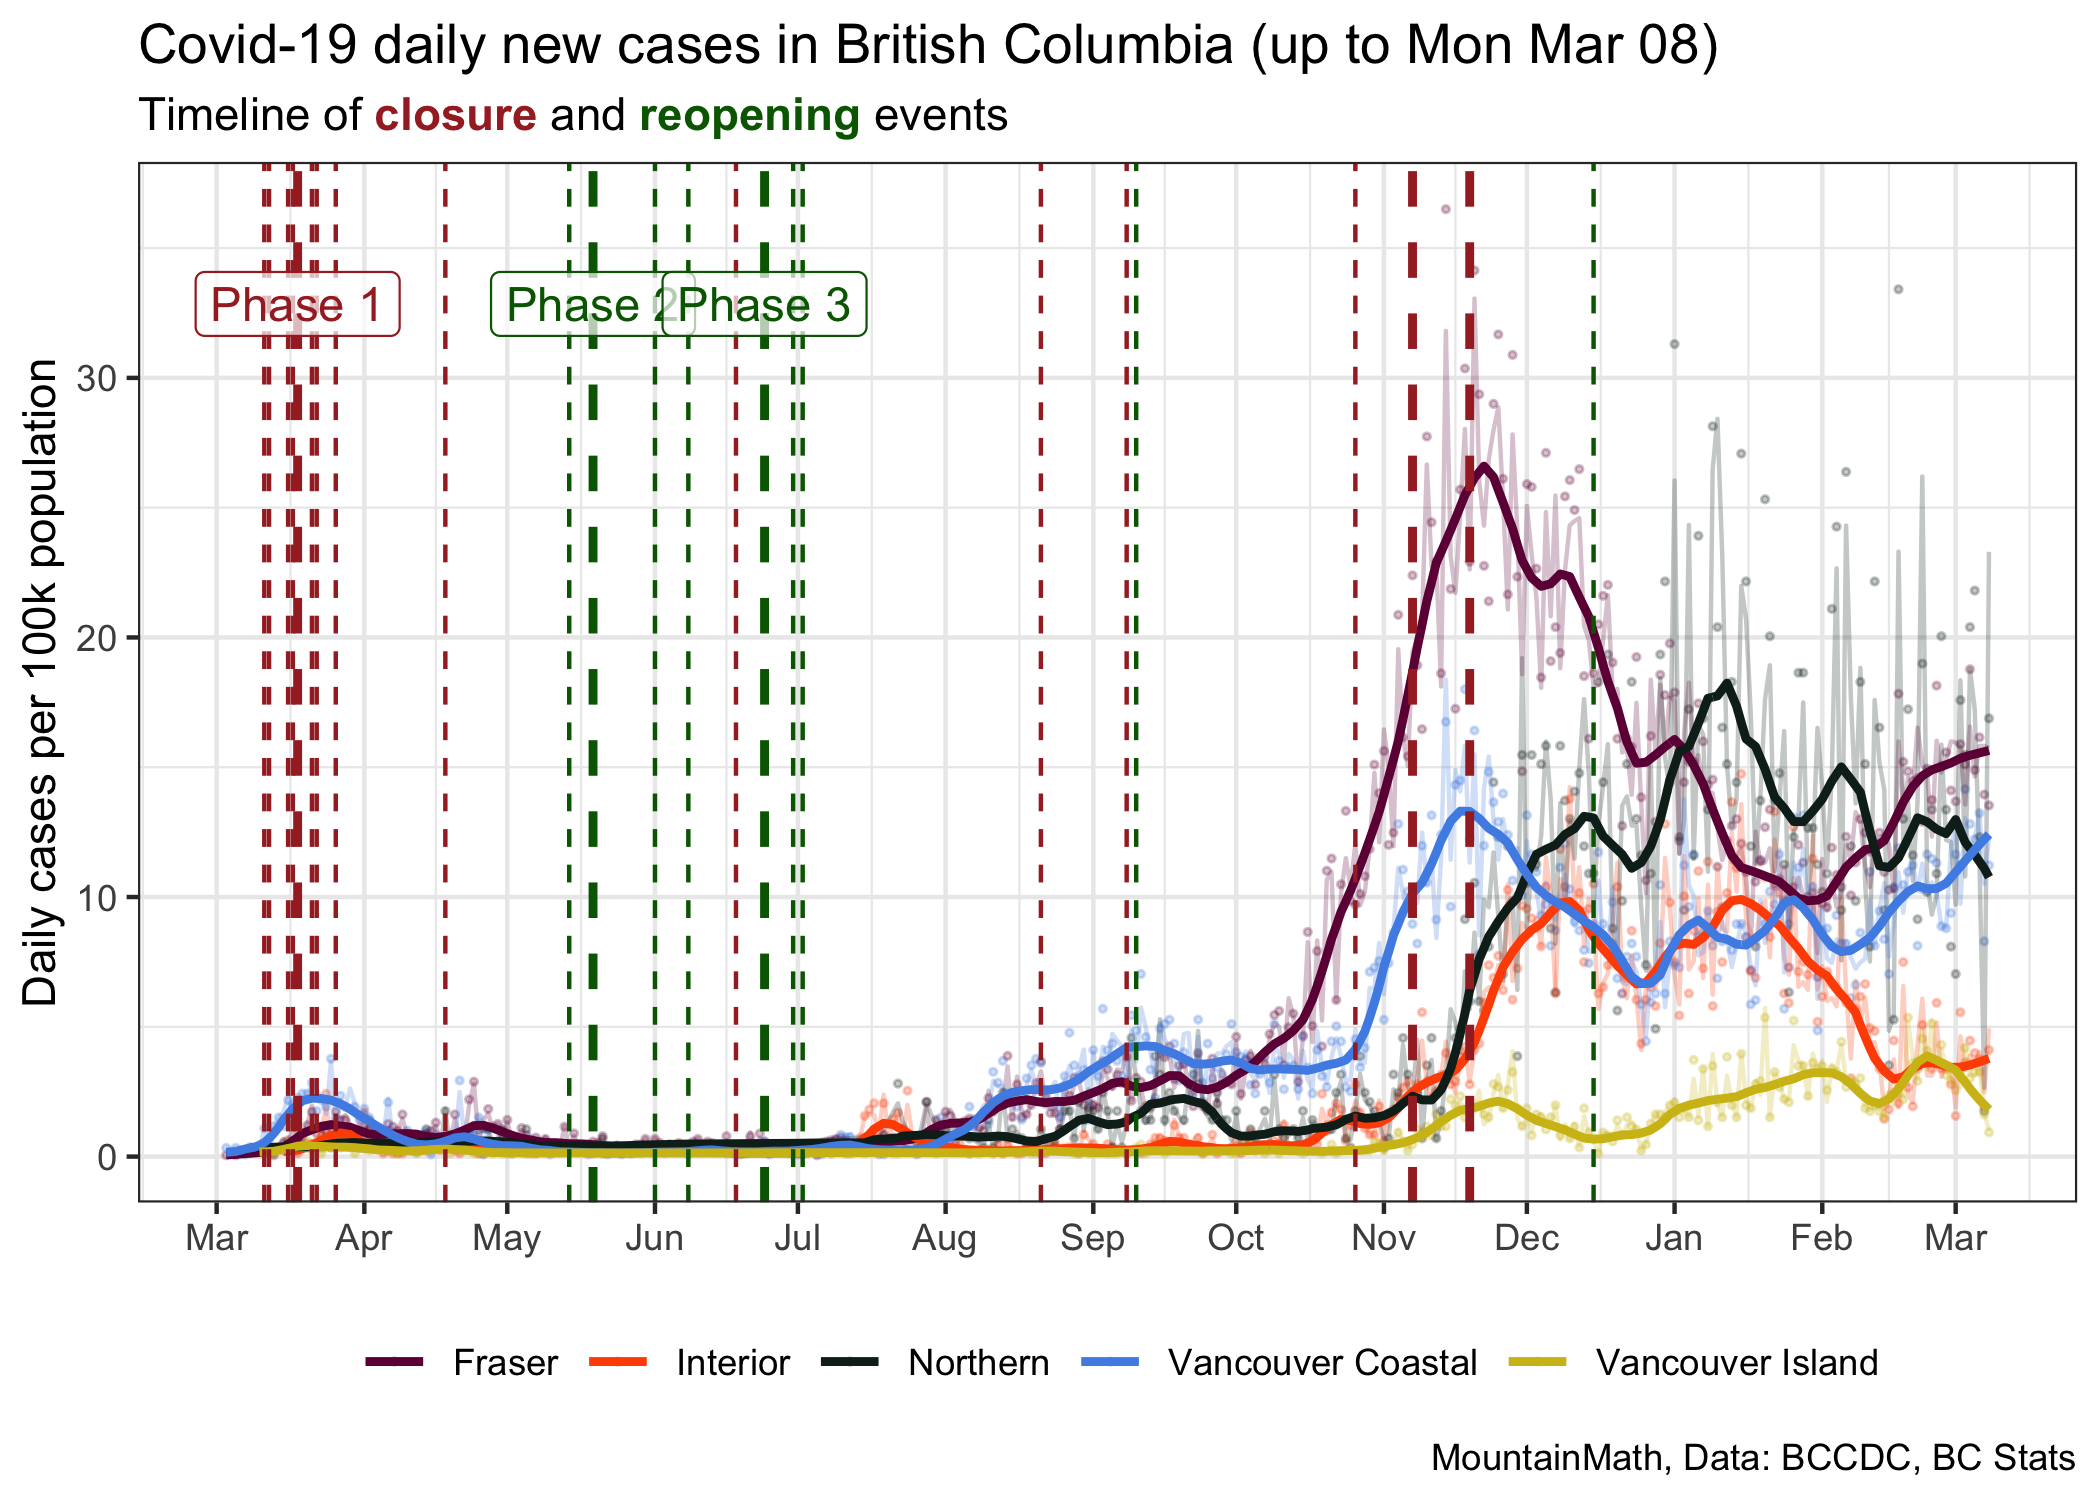 Covid-19 daily new cases in British Columbia (up to Mon Mar 08)
Timeline of closure and reopening events
Phase 1 Phase 2 Phase 3
Daily cases per 100k population
30
20
10
0
Mar Apr May Jun Jul Aug Sep Oct Nov Dec Jan Feb Mar
Fraser Interior Northern Vancouver Coastal Vancouver Island
MountainMath, Data: BCCDC, BC Stats